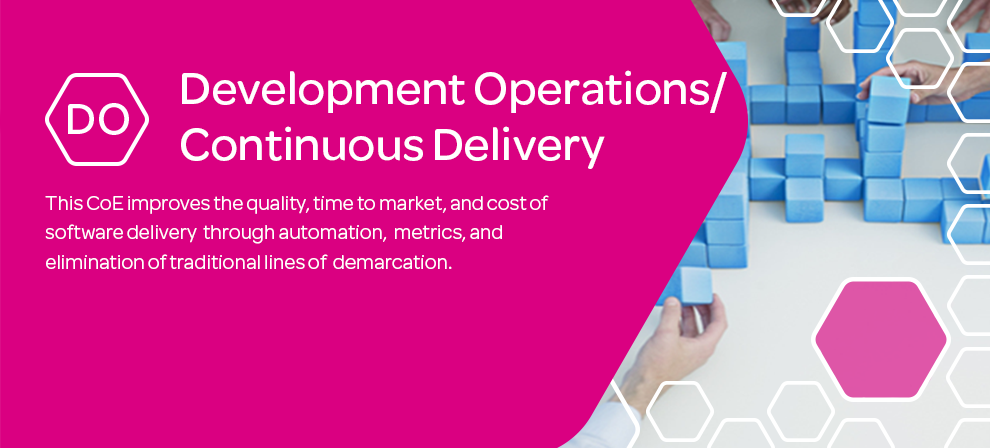 DO
Development Operations/
Continuous Delivery
This CoE improves the quality, time to market, and cost of
software delivery through automation, metrics, and
elimination of traditional lines of demarcation.